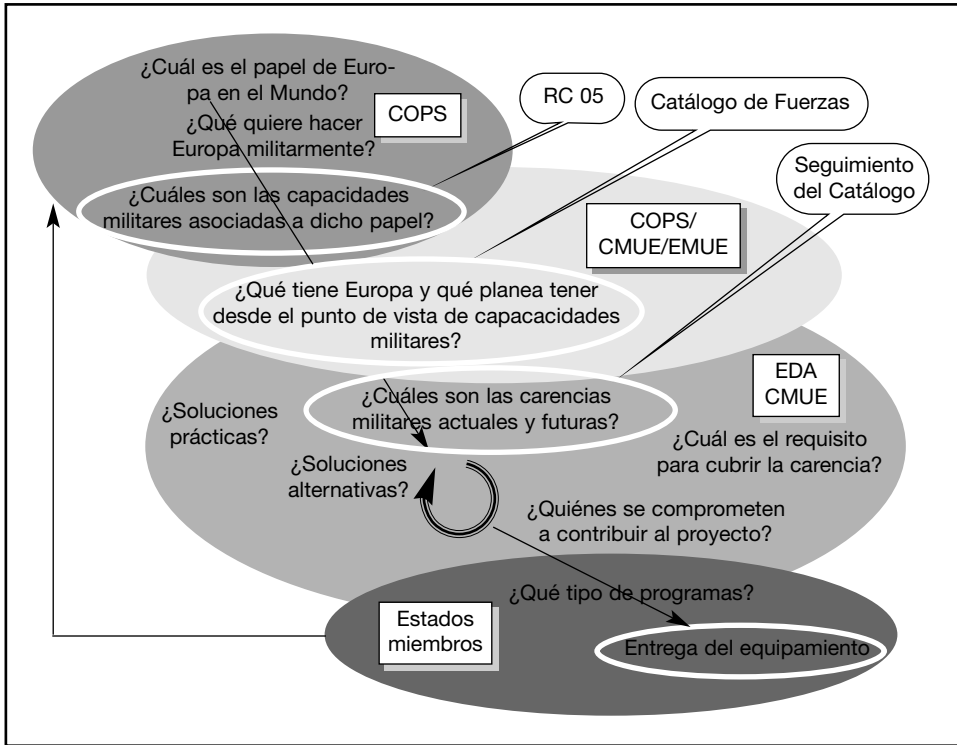 ¿Cuál es el papel de Euro-
pa en el Mundo?
¿Qué quiere hacer
Europa militarmente?
COPS
RC 05
Catálogo de Fuerzas
Seguimiento
del Catálogo
¿Cuáles son las capacidades
militares asociadas a dicho papel?
COPS/
CMUE/EMUE
¿Qué tiene Europa y qué planea tener
desde el punto de vista de capacacidades
militares?
EDA
CMUE
¿Cuáles son las carencias
militares actuales y futuras?
¿Soluciones
prácticas?
¿Cuál es el requisito
para cubrir la carencia?
¿Soluciones
alternativas?
¿Quiénes se comprometen
a contribuir al proyecto?
¿Qué tipo de programas?
Estados
miembros
Entrega del equipamiento